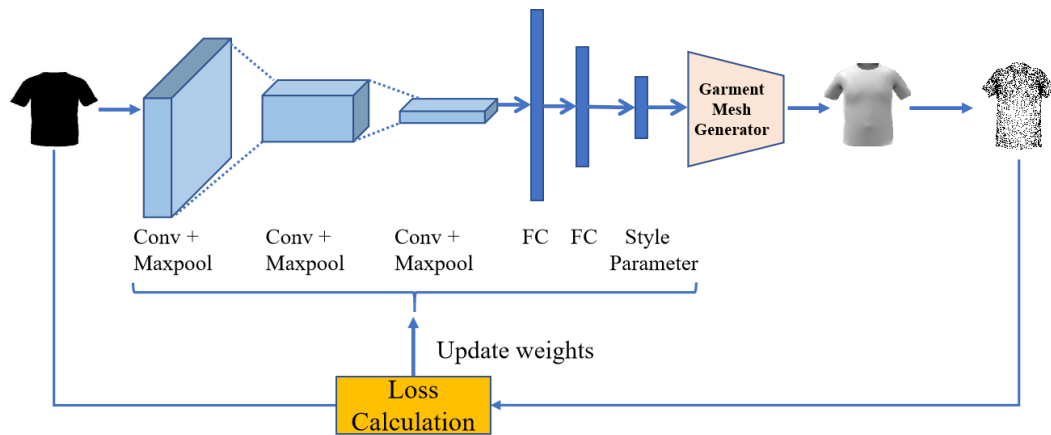 Garment
Mesh
Generator
Conv +
Maxpool
Conv +
Maxpool
Conv +
Maxpool
FC
FC
Style
Parameter
Update weights
Loss
Calculation